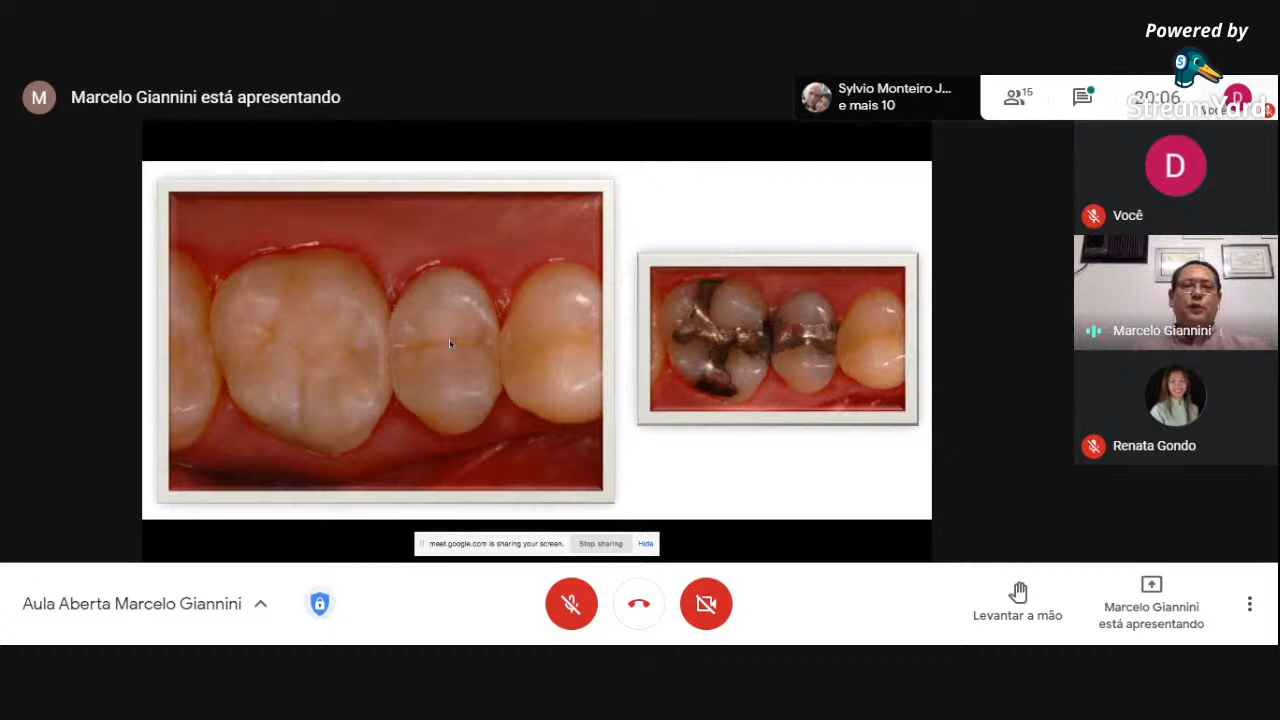 Powered by
StreamYard
M
Marcelo Giannini está apresentando
Sylvio Monteiro J...
e mais 10
15
20:06
D
Você
D
Você
Marcelo Giannini
Renata Gondo
meet.google.com is sharing your screen.
Stop sharing
Hide
Aula Aberta Marcelo Giannini
Levantar a mão
Marcelo Giannini
está apresentando